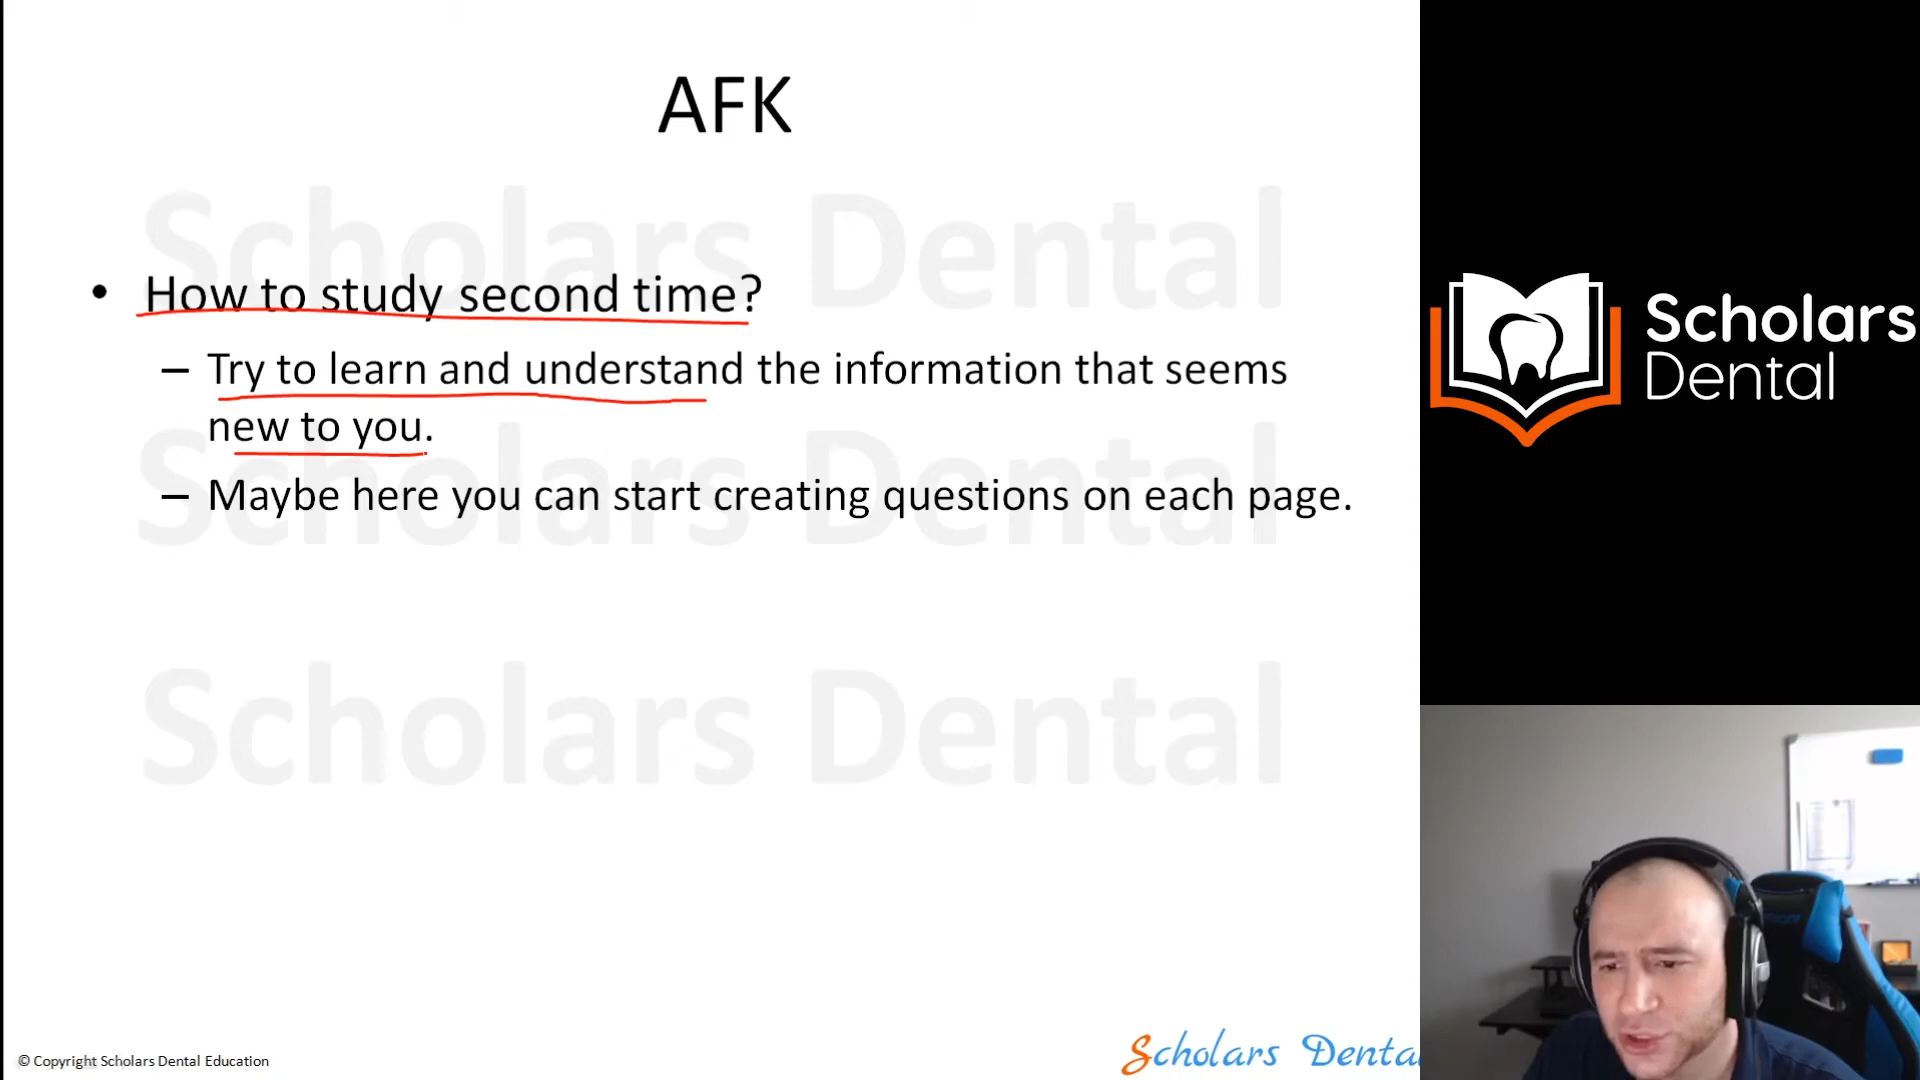 AFK
Scholars Dental
• How to study second time?
– Try to learn and understand the information that seems
new to you.
Scholars Dental
– Maybe here you can start creating questions on each page.
Scholars Dental
© Copyright Scholars Dental Education
Scholars Denta
Scholars
Dental